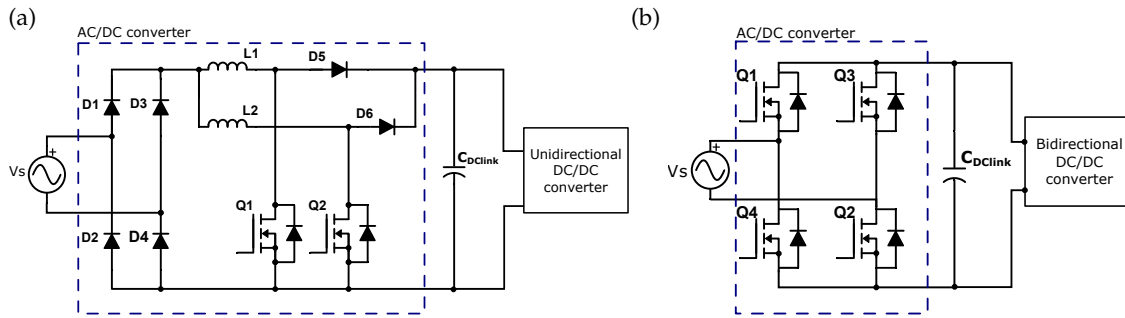 (a)
AC/DC converter
L1
D5
D1
D3
L2
D6
Vs
+
CDClink
Unidirectional
DC/DC
converter
Q1
Q2
D2
D4
(b)
AC/DC converter
Q1
Q3
Vs
+
CDClink
Bidirectional
DC/DC
converter
Q4
Q2